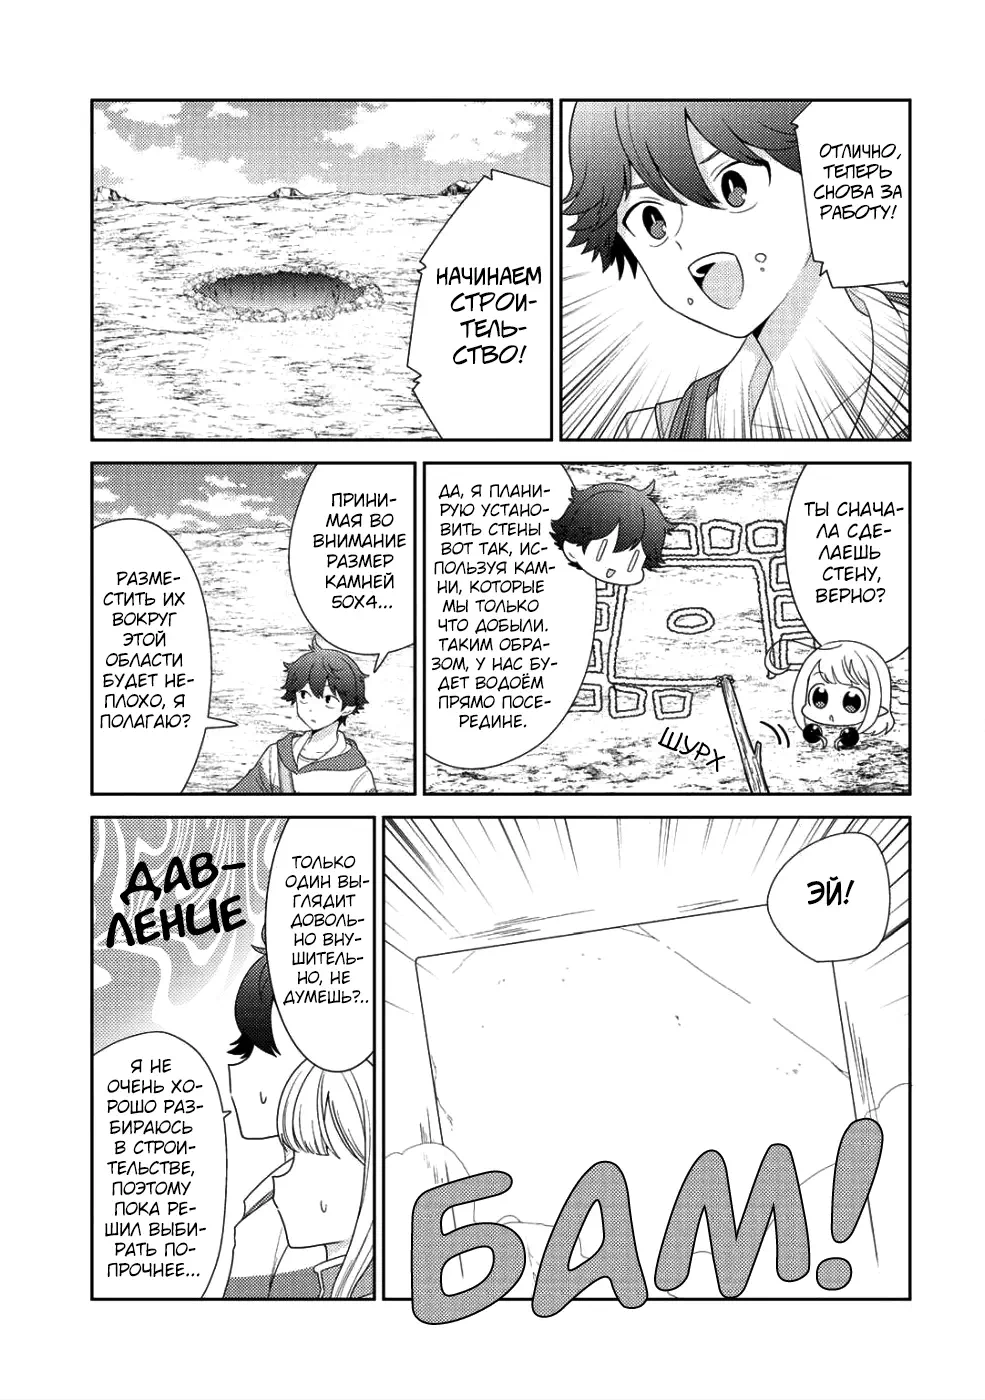 ОТЛИЧНО,
ТЕПЕРЬ
СНОВА ЗА
РАБОТУ!
НАЧИНАЕМ
СТРОИ-
ТЕЛЬ-
СТВО!
ТЫ СНАЧА-
ЛА СДЕ-
ЛАЕШЬ
СТЕНУ,
ВЕРНО?
ДА, Я ПЛАНИ-
РУЮ УСТАНО-
ВИТЬ СТЕНЫ
ВОТ ТАК, ИС-
ПОЛЬЗУЯ КАМ-
НИ, КОТОРЫЕ
МЫ ТОЛЬКО
ЧТО ДОБЫЛИ.
ТАКИМ ОБРА-
ЗОМ, У НАС БУ-
ДЕТ ВОДОЁМ
ПРЯМО ПОСЕ-
РЕДИНЕ.
ШУРХ
ПРИНИ-
МАЯ ВО
ВНИМАНИЕ
РАЗМЕР
КАМНЕЙ
50Х4...
РАЗМЕ-
СТИТЬ ИХ
ВОКРУГ
ЭТОЙ
ОБЛАСТИ
БУДЕТ НЕ-
ПЛОХО, Я
ПОЛАГАЮ?
ЭЙ!
БАМ!
ТОЛЬКО
ОДИН ВЫ-
ГЛЯДИТ
ДОВОЛЬ-
НО ВНУ-
ШИТЕЛЬ-
НО, НЕ
ДУМЕШЬ?..
ДАВ-
ЛЕНИЕ
Я НЕ
ОЧЕНЬ ХО-
РОШО РАЗ-
БИРАЮСЬ
В СТРОИ-
ТЕЛЬСТВЕ,
ПОЭТОМУ
ПОКА РЕ-
ШИЛ ВЫБИ-
РАТЬ ПО-
ПРОЧНЕЕ...